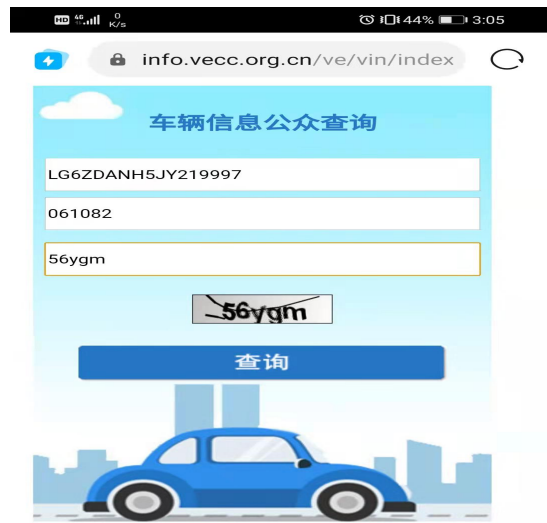 HD 4G 0 K/s 44% 3:05
info.vecc.org.cn/ve/vin/index
车辆信息公众查询
LG6ZDANH5JY219997
061082
56ygm
56ygm
查询